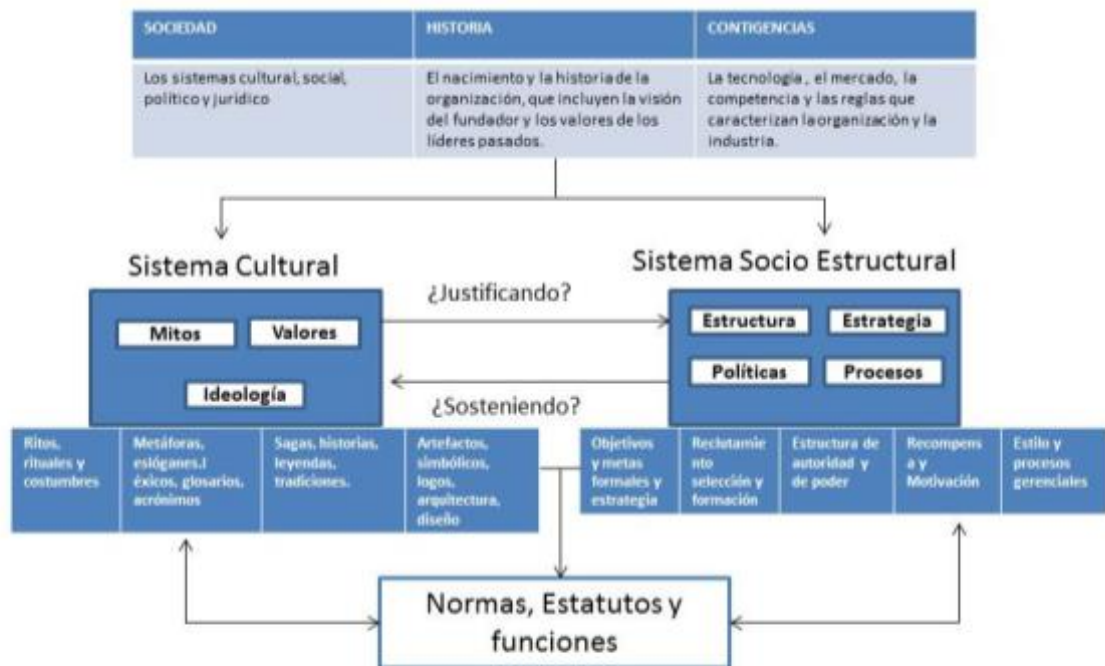 SOCIEDAD
HISTORIA
CONTIGENCIAS
Los sistemas cultural, social,
político y jurídico
El nacimiento y la historia de la
organización, que incluyen la visión
del fundador y los valores de los
líderes pasados.
La tecnología, el mercado, la
competencia y las reglas que
caracterizan la organización y la
industria.
Sistema Cultural
Sistema Socio Estructural
¿Justificando?
Mitos
Valores
Ideología
Estructura
Estrategia
Políticas
Procesos
¿Sosteniendo?
Ritos,
rituales y
costumbres
Metáforas,
eslóganes.l
éxicos, glosarios,
acrónimos
Sagas, historias,
leyendas,
tradiciones.
Artefactos,
simbólicos,
logos,
arquitectura,
diseño
Objetivos
y metas
formales y
estrategia
Reclutamie
nto
selección y
formación
Estructura de
autoridad y
de poder
Recompens
a y
Motivación
Estilo y
procesos
gerenciales
Normas, Estatutos y
funciones